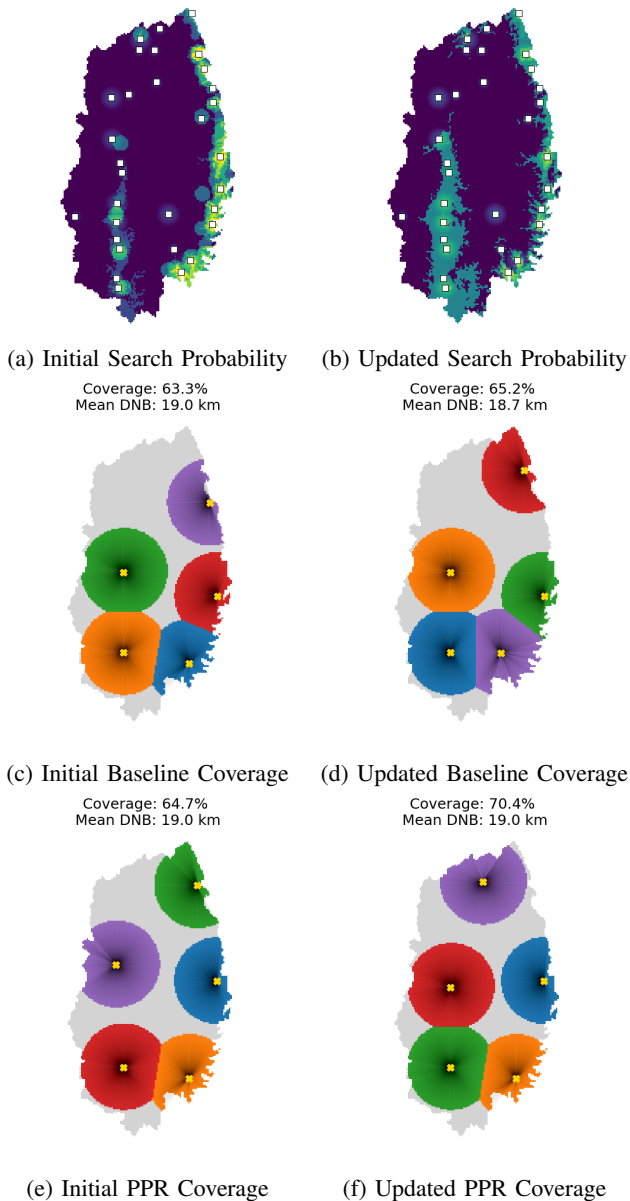 (a) Initial Search Probability
(b) Updated Search Probability
Coverage: 63.3%
Mean DNB: 19.0 km
Coverage: 65.2%
Mean DNB: 18.7 km
(c) Initial Baseline Coverage
(d) Updated Baseline Coverage
Coverage: 64.7%
Mean DNB: 19.0 km
Coverage: 70.4%
Mean DNB: 19.0 km
(e) Initial PPR Coverage
(f) Updated PPR Coverage